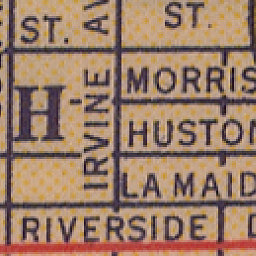 ST.
ST.
AV
H
IRVINE
MORRIS
HUSTON
LA MAID
RIVERSIDE D